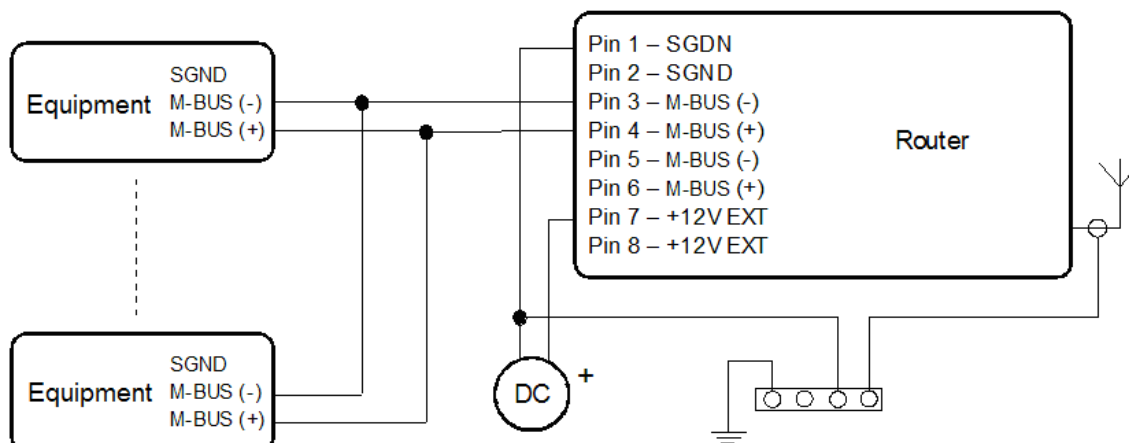 SGND
Equipment M-BUS (-)
M-BUS (+)
Pin 1 – SGDN
Pin 2 – SGND
Pin 3 – M-BUS (-)
Pin 4 – M-BUS (+)
Pin 5 – M-BUS (-)
Pin 6 – M-BUS (+)
Pin 7 – +12V EXT
Pin 8 – +12V EXT
Router
SGND
Equipment M-BUS (-)
M-BUS (+)
DC +